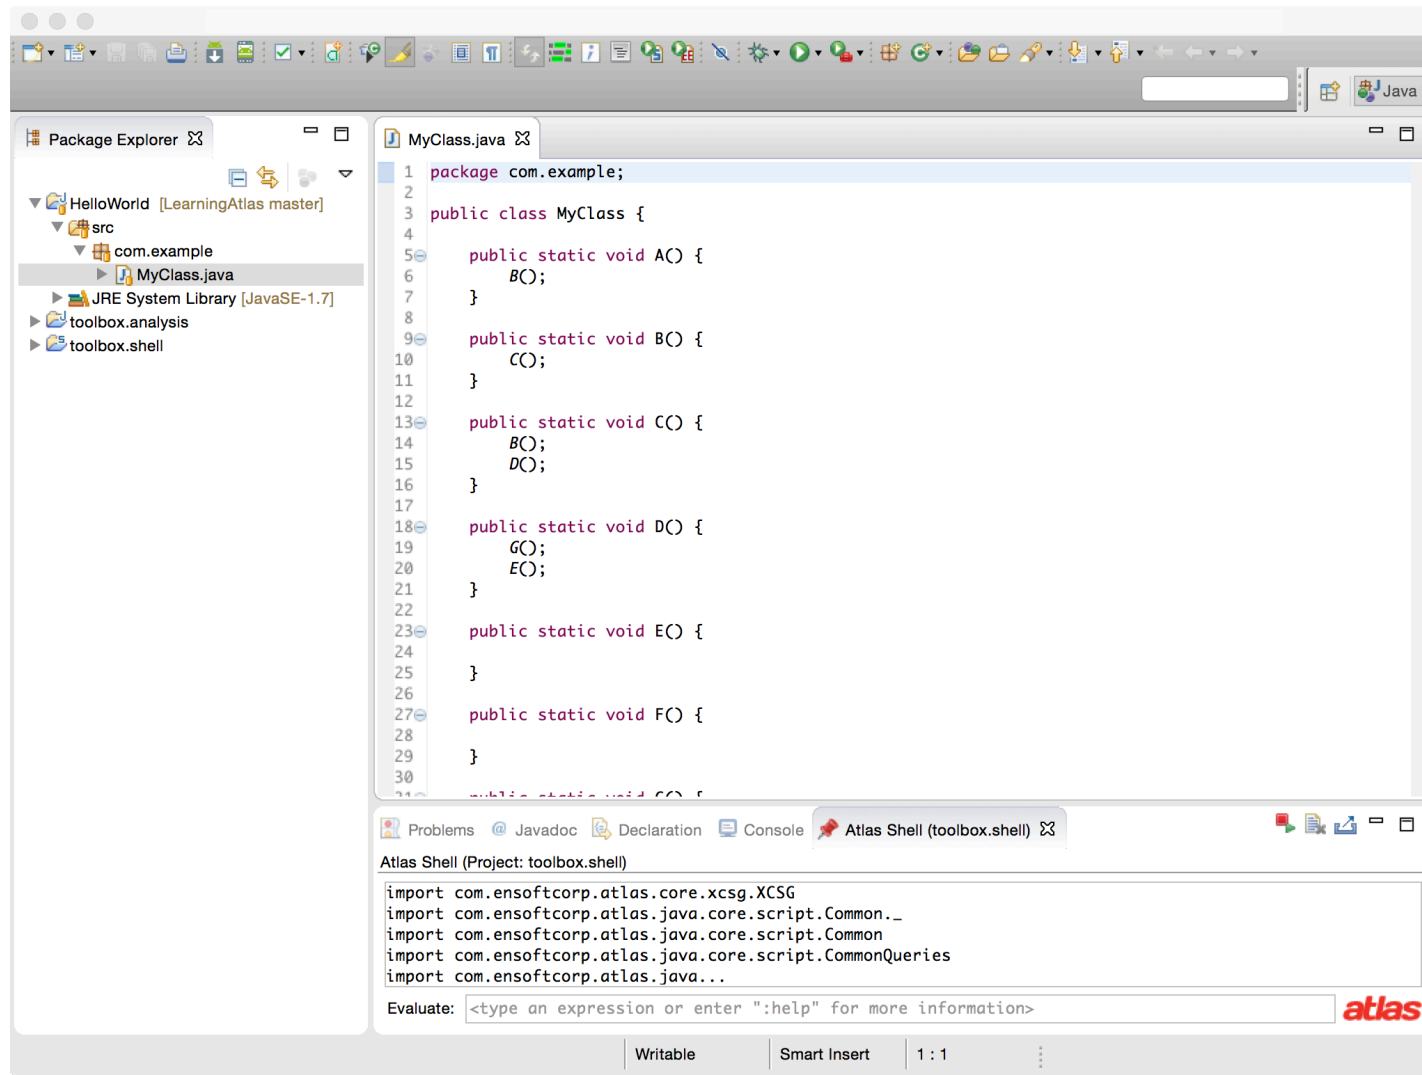 Java
Package Explorer
HelloWorld [LearningAtlas master]
src
com.example
MyClass.java
JRE System Library [JavaSE-1.7]
toolbox.analysis
toolbox.shell
MyClass.java
1 package com.example;
2
3 public class MyClass {
4
5 public static void A() {
6 B();
7 }
8
9 public static void B() {
10 C();
11 }
12
13 public static void C() {
14 B();
15 D();
16 }
17
18 public static void D() {
19 G();
20 E();
21 }
22
23 public static void E() {
24
25 }
26
27 public static void F() {
28
29 }
30
31 public static void G() {
Problems @ Javadoc Declaration Console Atlas Shell (toolbox.shell)
Atlas Shell (Project: toolbox.shell)
import com.ensoftcorp.atlas.core.xcsg.XCSG
import com.ensoftcorp.atlas.java.core.script.Common._
import com.ensoftcorp.atlas.java.core.script.Common
import com.ensoftcorp.atlas.java.core.script.CommonQueries
import com.ensoftcorp.atlas.java...
Evaluate: <type an expression or enter ":help" for more information>
atlas
Writable Smart Insert 1 : 1